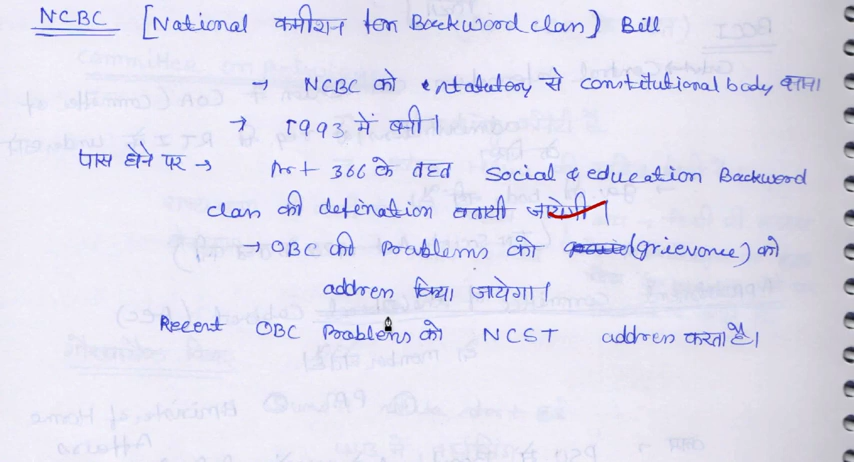 NCBC [National कमीशन for Backword class) Bill
→ NCBC को statutory से constitutional body बना।
→ 1993 में बनी।
पास होने पर → Art 366 के तहत Social & education Backword
class की defination बतायी जायेगी।
→ OBC की Problems को (grievance) को
address किया जायेगा।
Recent OBC Problems को NCST address करता है।